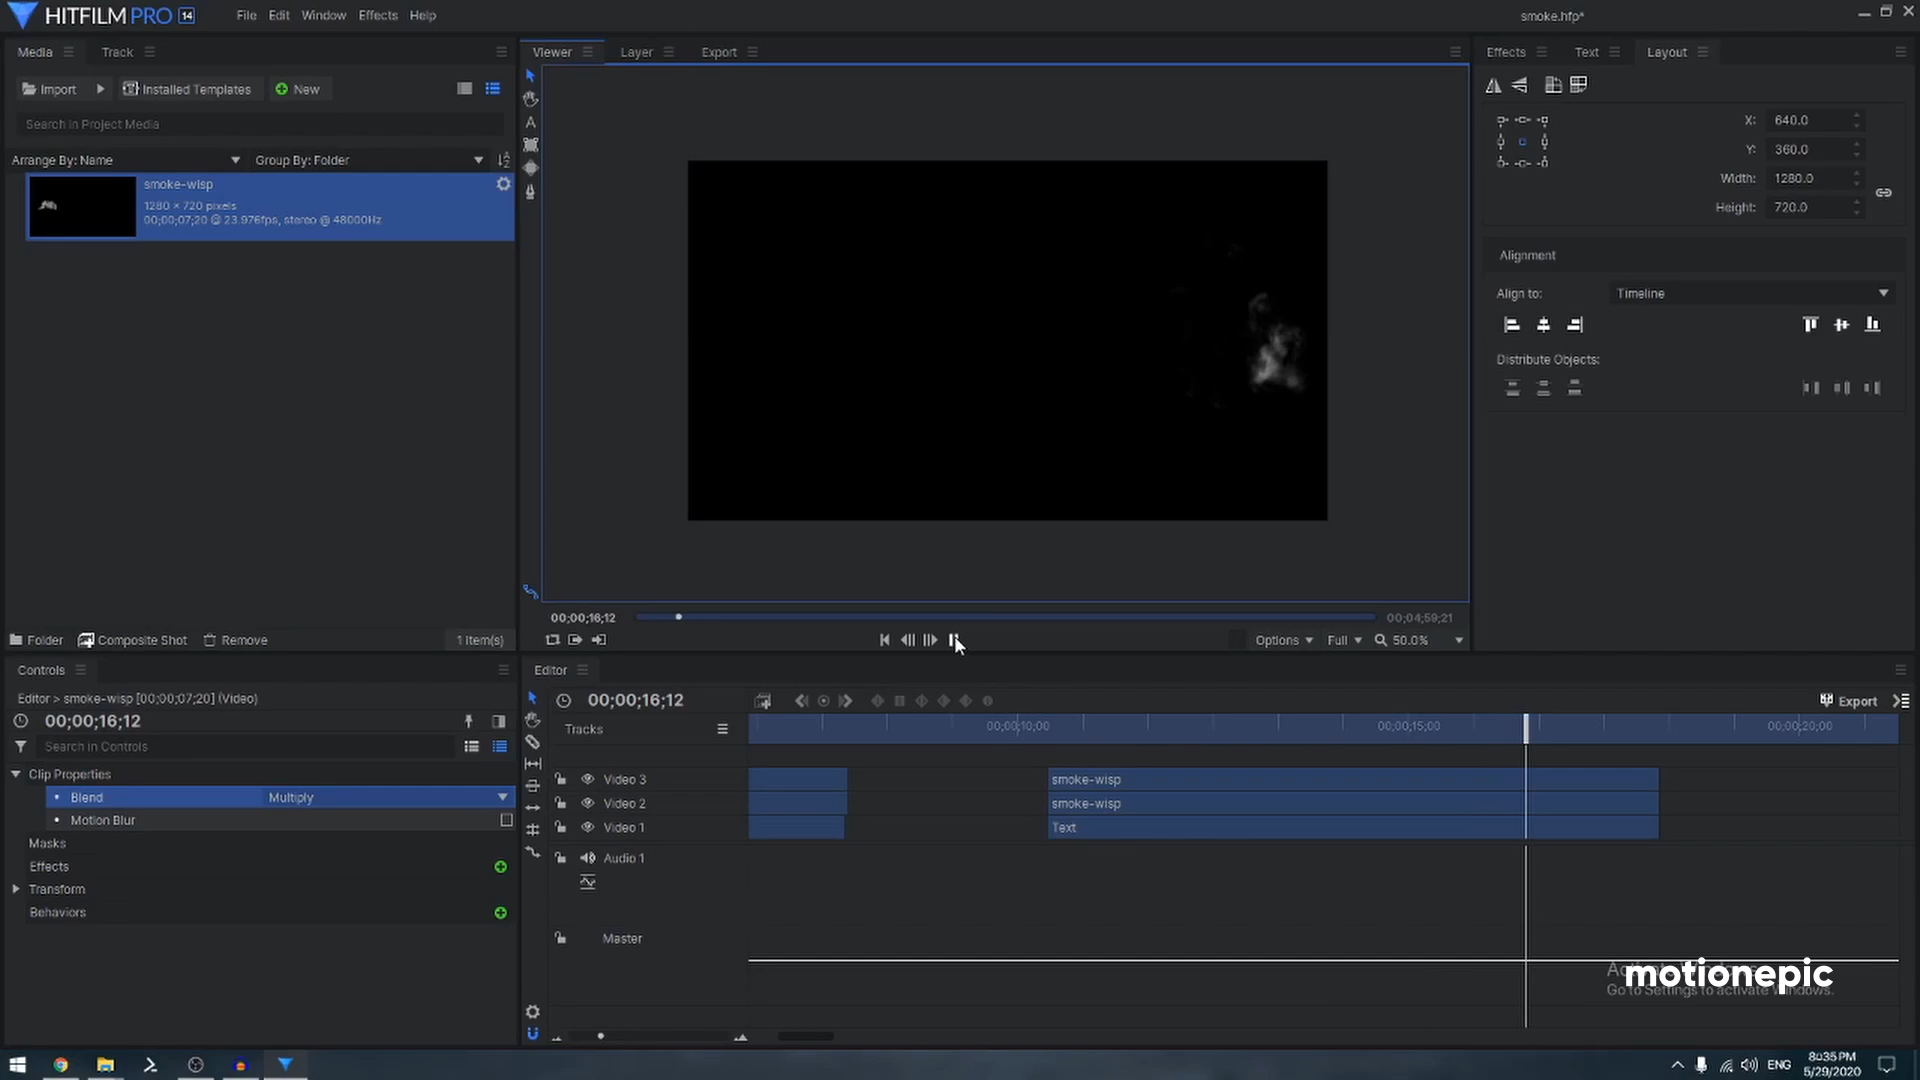 HITFILM PRO 14
File Edit Window Effects Help
smoke.hfp*
Media Track
Viewer Layer Export
Effects Text Layout
Import Installed Templates New
Search in Project Media
Arrange By: Name Group By: Folder
smoke-wisp
1280 × 720 pixels
00;00;07;20 @ 23.976fps, stereo @ 48000Hz
X: 640.0
Y: 360.0
Width: 1280.0
Height: 720.0
Alignment
Align to: Timeline
Distribute Objects:
00;00;16;12
00;04;59;21
Folder Composite Shot Remove 1 Item(s)
Options Full 50.0%
Controls
Editor > smoke-wisp [00;00;07;20] (Video)
00;00;16;12
Search in Controls
Clip Properties
Blend Multiply
Motion Blur
Masks
Effects
Transform
Behaviors
Editor
00;00;16;12
Export
Tracks
00;00;10;00 00;00;15;00 00;00;20;00
Video 3 smoke-wisp
Video 2 smoke-wisp
Video 1 Text
Audio 1
Master
motionepic
Go to Settings to activate Windows.
ENG
8:35 PM
5/29/2020